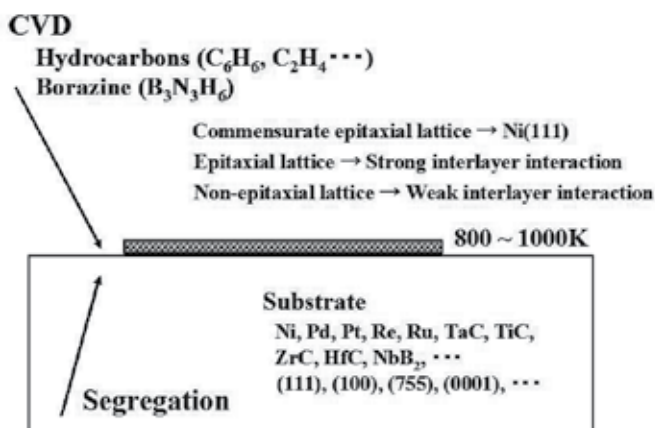 CVD
Hydrocarbons (C₆H₆, C₂H₄ ···)
Borazine (B₃N₃H₆)
Commensurate epitaxial lattice → Ni(111)
Epitaxial lattice → Strong interlayer interaction
Non-epitaxial lattice → Weak interlayer interaction
800 ~ 1000K
Substrate
Ni, Pd, Pt, Re, Ru, TaC, TiC,
ZrC, HfC, NbB₂, ···
(111), (100), (755), (0001), ···
Segregation